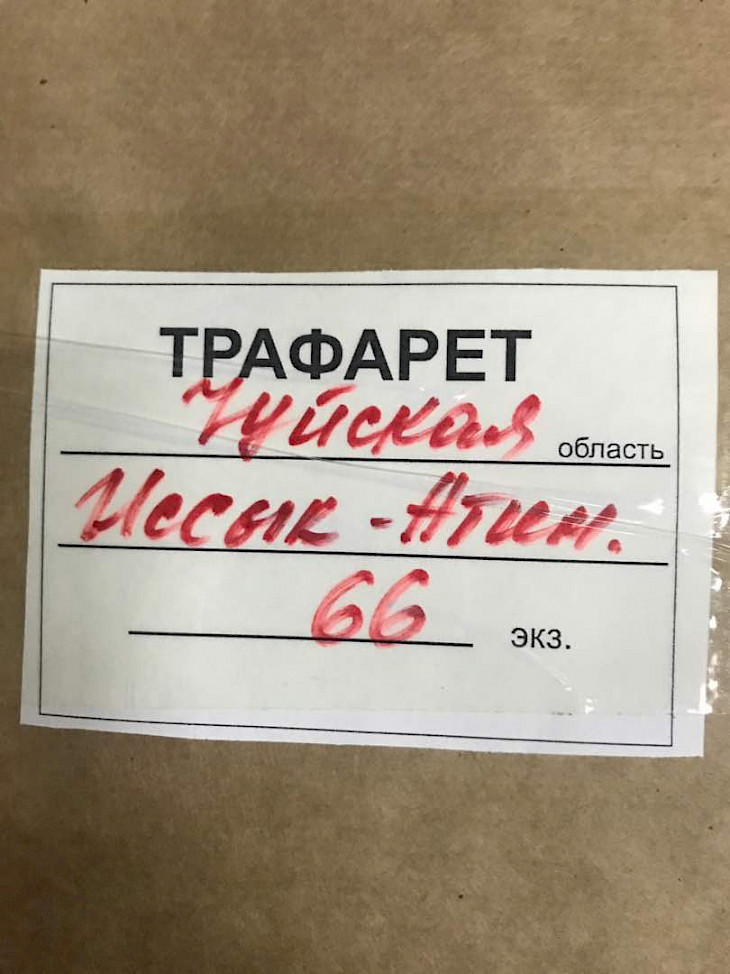 ТРАФАРЕТ
Чуйская область
Иссык-Атин.
66 экз.